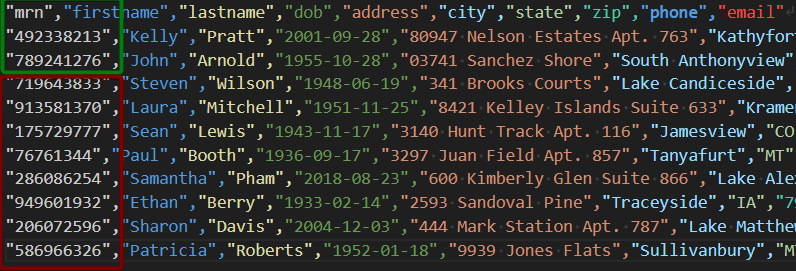 "mrn","firstname","lastname","dob","address","city","state","zip","phone","email"
"492338213","Kelly","Pratt","2001-09-28","80947 Nelson Estates Apt. 763","Kathyfor
"789241276","John","Arnold","1955-10-28","03741 Sanchez Shore","South Anthonyview"
"719643833","Steven","Wilson","1948-06-19","341 Brooks Courts","Lake Candiceside",
"913581370","Laura","Mitchell","1951-11-25","8421 Kelley Islands Suite 633","Kramer
"175729777","Sean","Lewis","1943-11-17","3140 Hunt Track Apt. 116","Jamesview","CO
"76761344","Paul","Booth","1936-09-17","3297 Juan Field Apt. 857","Tanyafurt","MT"
"286086254","Samantha","Pham","2018-08-23","600 Kimberly Glen Suite 866","Lake Ale
"949601932","Ethan","Berry","1933-02-14","2593 Sandoval Pine","Traceyside","IA","79
"206072596","Sharon","Davis","2004-12-03","444 Mark Station Apt. 787","Lake Matthew
"586966326","Patricia","Roberts","1952-01-18","9939 Jones Flats","Sullivanbury","MT